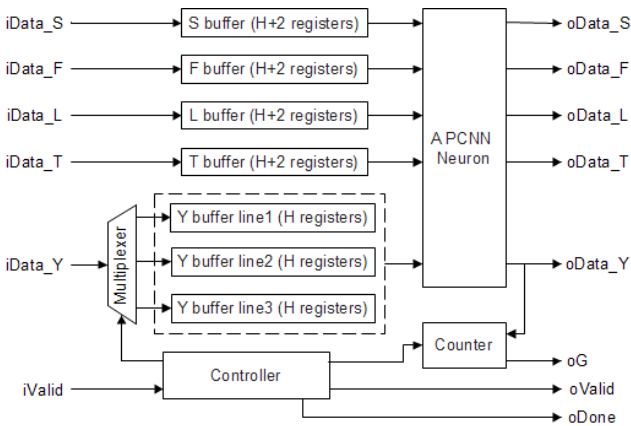 iData_S
S buffer (H+2 registers)
oData_S
iData_F
F buffer (H+2 registers)
oData_F
iData_L
L buffer (H+2 registers)
oData_L
A PCNN
Neuron
iData_T
T buffer (H+2 registers)
oData_T
Multiplexer
Y buffer line1 (H registers)
iData_Y
Y buffer line2 (H registers)
oData_Y
Y buffer line3 (H registers)
Counter
oG
Controller
iValid
oValid
oDone